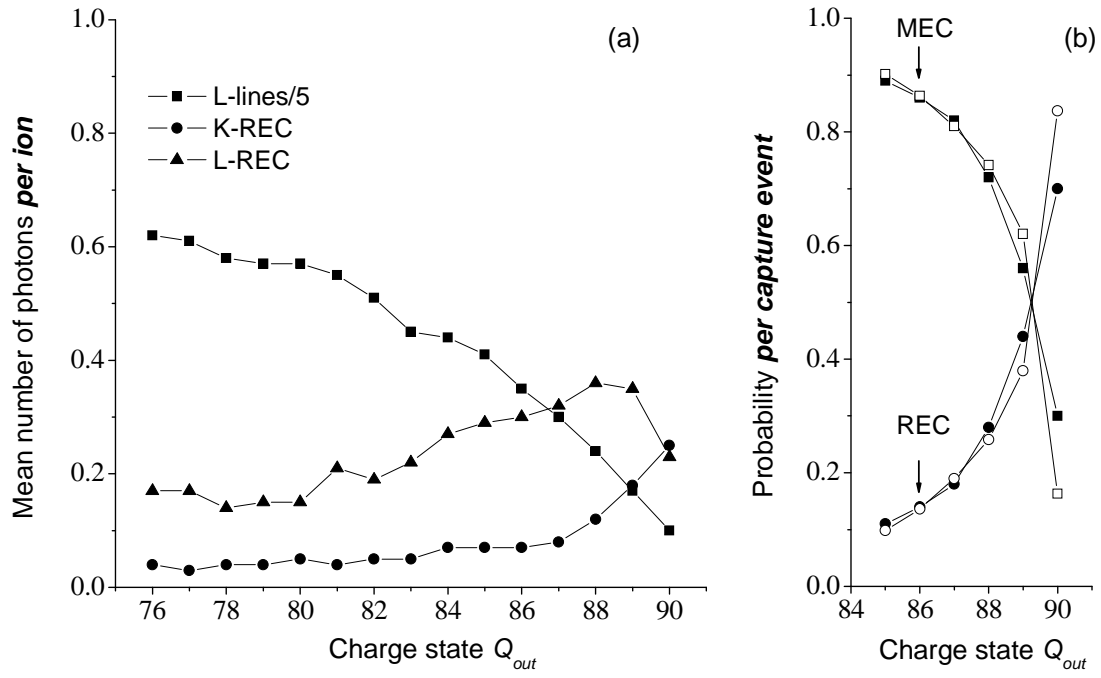 (a)
L-lines/5
K-REC
L-REC
Mean number of photons per ion
1.0
0.8
0.6
0.4
0.2
0.0
76 78 80 82 84 86 88 90
Charge state Qout
(b)
MEC
REC
Probability per capture event
1.0
0.8
0.6
0.4
0.2
0.0
84 86 88 90
Charge state Qout